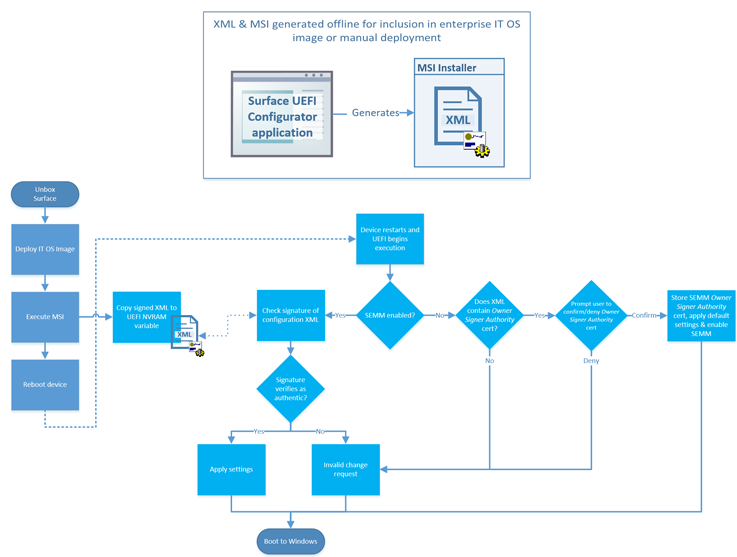 XML & MSI generated offline for inclusion in enterprise IT OS
image or manual deployment
Surface UEFI
Configurator
application
Generates
MSI Installer
XML
Unbox
Surface
Deploy IT OS Image
Execute MSI
Reboot device
Copy signed XML to
UEFI NVRAM
variable
XML
Device restarts and
UEFI begins
execution
Check signature of
configuration XML
Yes
SEMM enabled?
No
Does XML
contain Owner
Signer Authority
cert?
Yes
No
Prompt user to
confirm/deny Owner
Signer Authority
cert
Confirm
Deny
Store SEMM Owner
Signer Authority
cert, apply default
settings & enable
SEMM
Signature
verifies as
authentic?
Yes
No
Apply settings
Invalid change
request
Boot to Windows